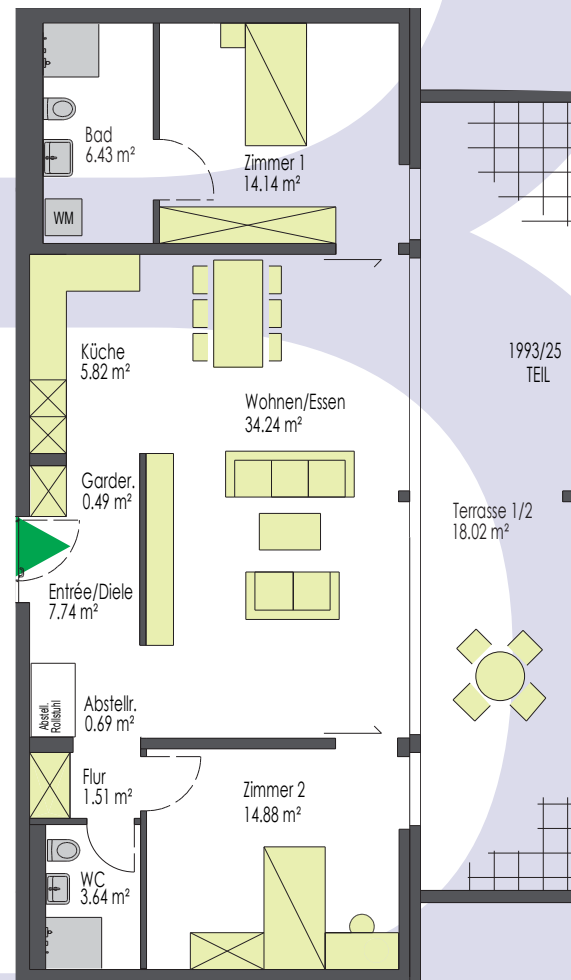 Bad
6.43 m²
WM
Zimmer 1
14.14 m²
Küche
5.82 m²
Wohnen/Essen
34.24 m²
1993/25
TEIL
Garder.
0.49 m²
Terrasse 1/2
18.02 m²
Entrée/Diele
7.74 m²
Abstell.
Rollstuhl
Abstellr.
0.69 m²
Flur
1.51 m²
Zimmer 2
14.88 m²
WC
3.64 m²